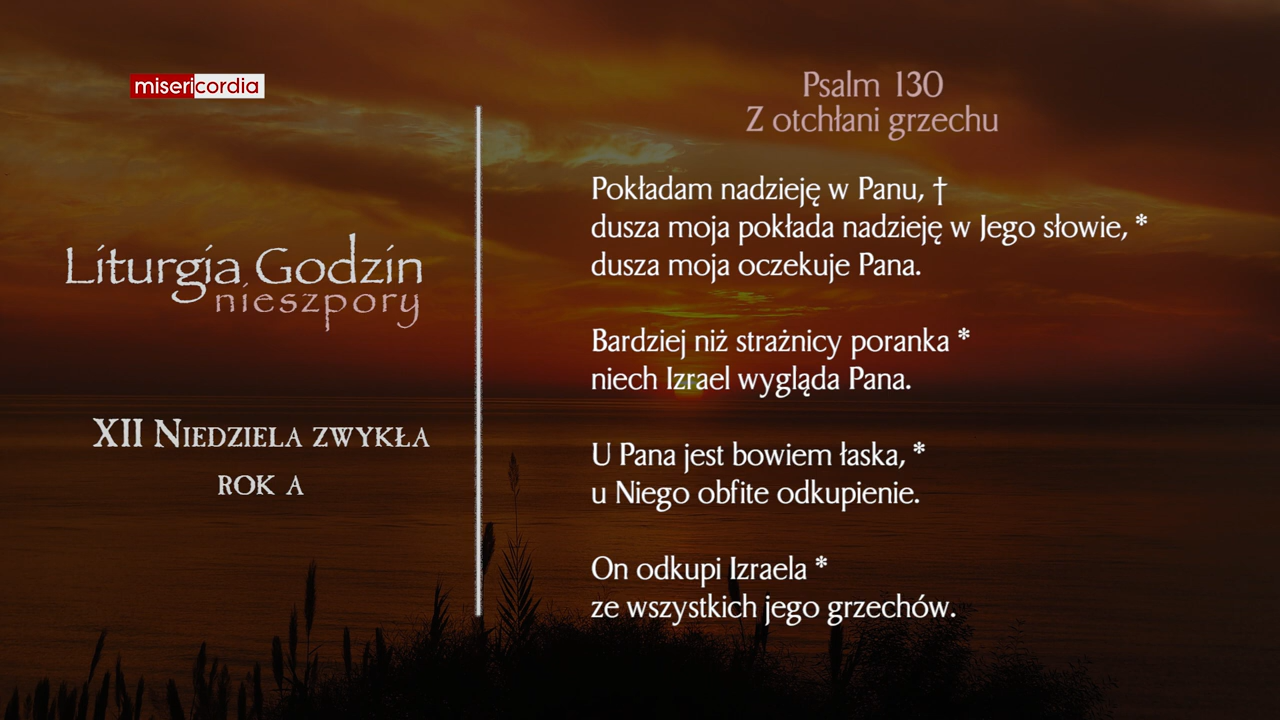 misericordia
Liturgia Godzin
nieszpory
XII Niedziela zwykła
rok A
Psalm 130
Z otchłani grzechu
Pokładam nadzieję w Panu, †
dusza moja pokłada nadzieję w Jego słowie, *
dusza moja oczekuje Pana.
Bardziej niż strażnicy poranka *
niech Izrael wygląda Pana.
U Pana jest bowiem łaska, *
u Niego obfite odkupienie.
On odkupi Izraela *
ze wszystkich jego grzechów.